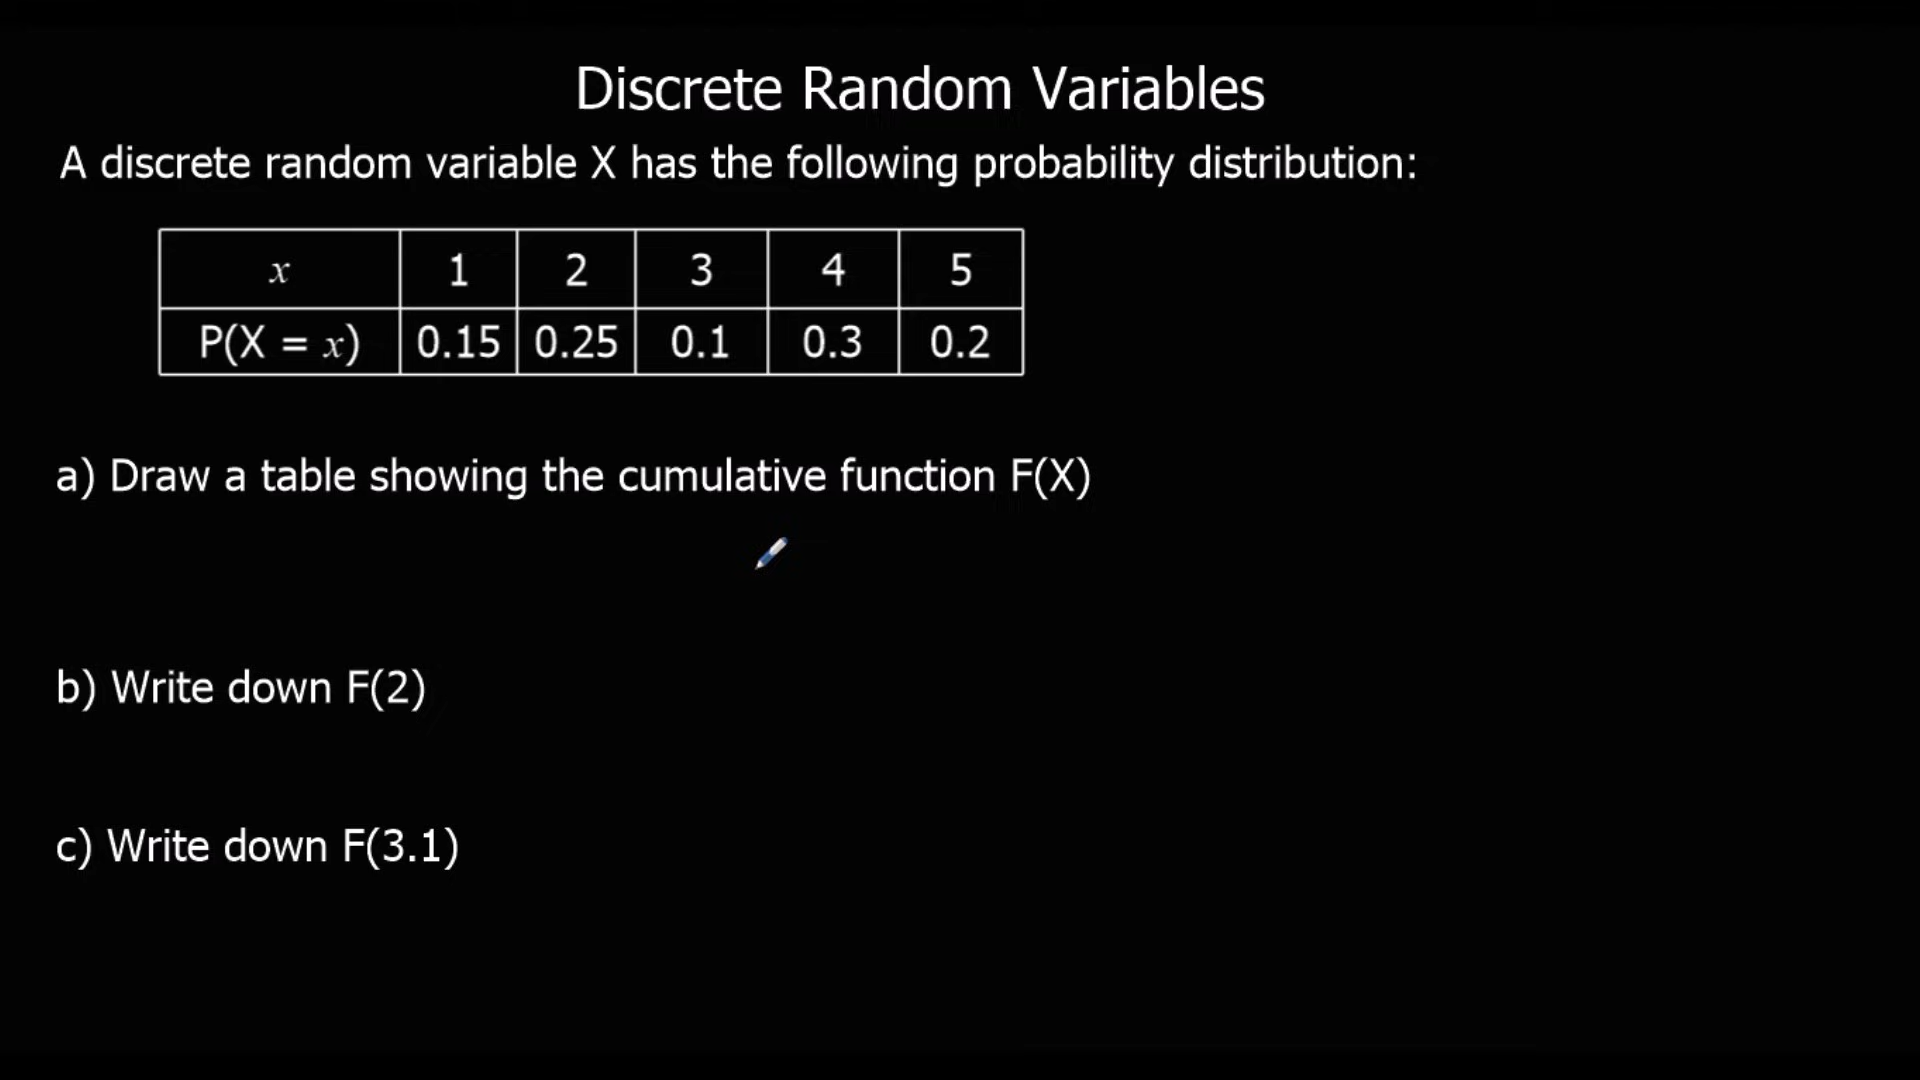 Discrete Random Variables
A discrete random variable X has the following probability distribution:
x 1 2 3 4 5
P(X = x) 0.15 0.25 0.1 0.3 0.2
a) Draw a table showing the cumulative function F(X)
b) Write down F(2)
c) Write down F(3.1)